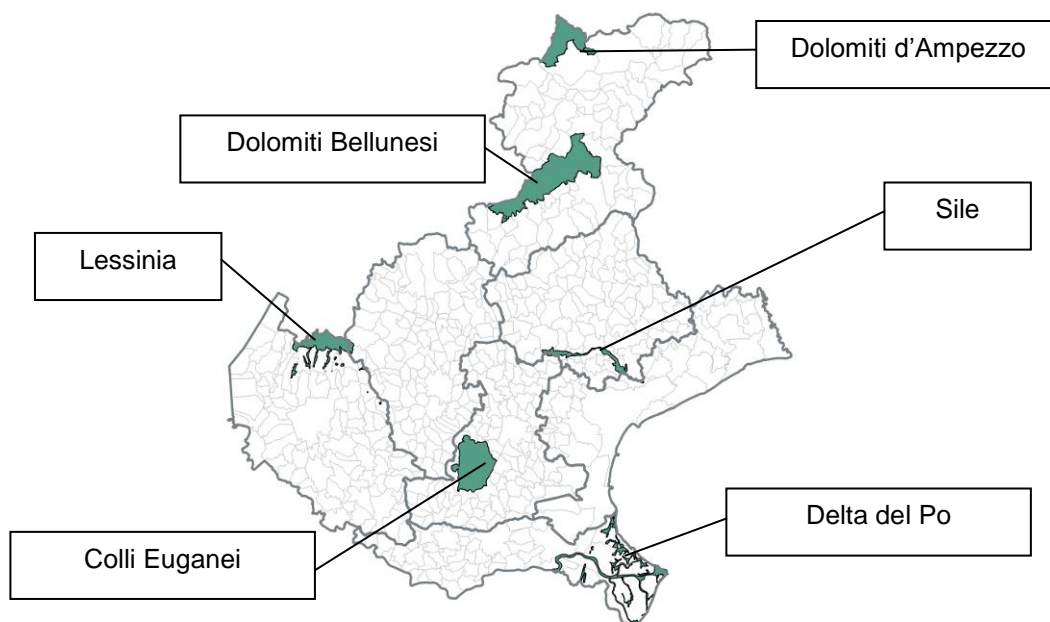 Dolomiti d’Ampezzo
Dolomiti Bellunesi
Sile
Lessinia
Delta del Po
Colli Euganei